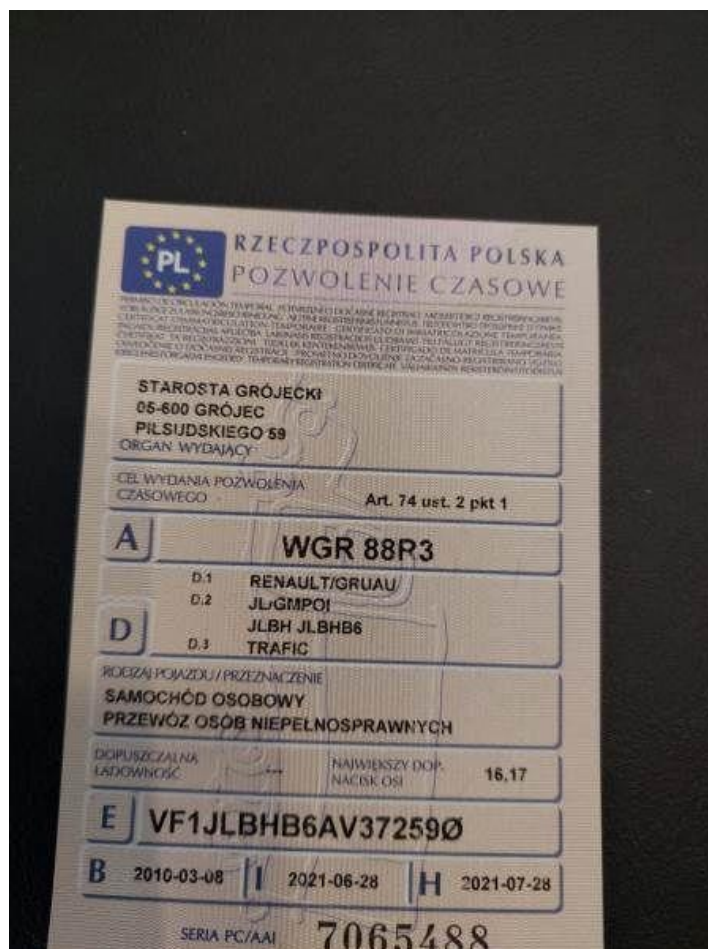 PL
RZECZPOSPOLITA POLSKA
POZWOLENIE CZASOWE
STAROSTA GRÓJECKI
05-600 GRÓJEC
PIŁSUDSKIEGO 59
ORGAN WYDAJĄCY
CEL WYDANIA POZWOLENIA
CZASOWEGO
Art. 74 ust. 2 pkt 1
A
WGR 88R3
D.1 RENAULT/GRUAU
D.2 JL/GMPOI
JLBH JLBHB6
D
D.3 TRAFIC
RODZAJ POJAZDU / PRZEZNACZENIE
SAMOCHÓD OSOBOWY
PRZEWÓZ OSÓB NIEPEŁNOSPRAWNYCH
DOPUSZCZALNA
ŁADOWNOŚĆ
---
NAJWIĘKSZY DOP.
NACISK OSI
16,17
E
VF1JLBHB6AV37259Ø
B 2010-03-08 I 2021-06-28 H 2021-07-28
SERIA PC/AAI 7065488